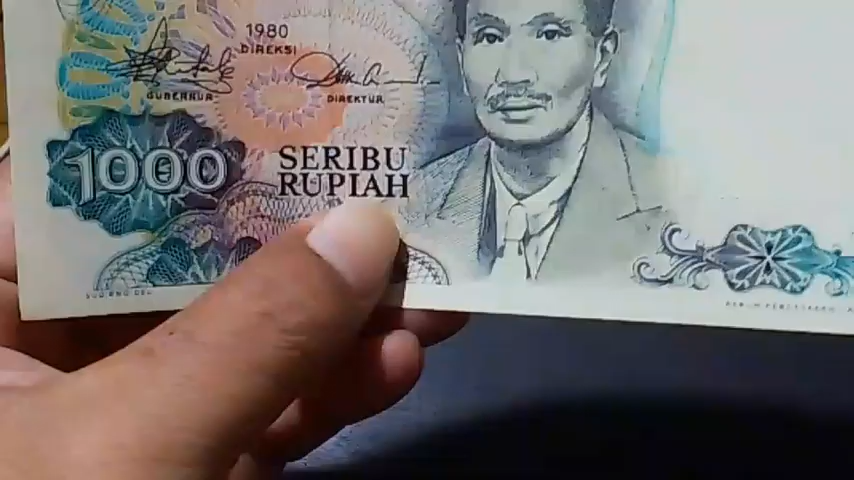 1980
DIREKSI
GUBERNUR
DIREKTUR
1000
SERIBU
RUPIAH